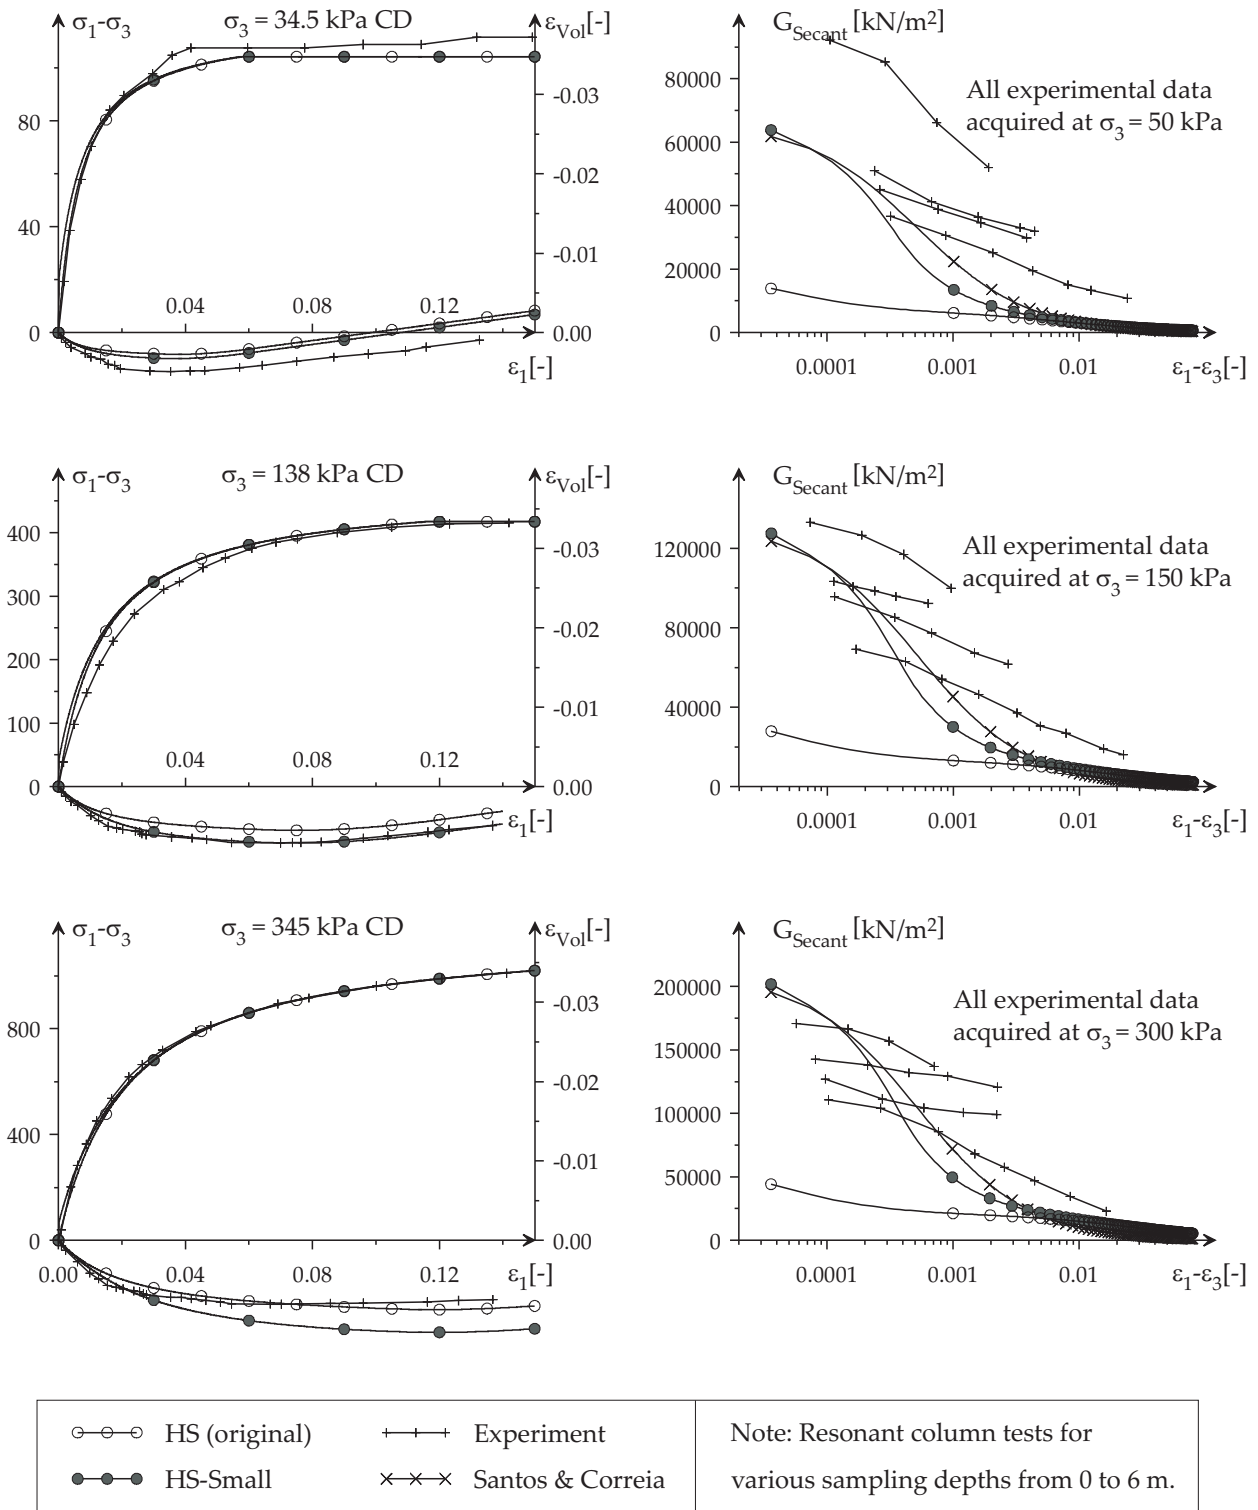 σ1-σ3
σ3 = 34.5 kPa CD
εVol[-]
80
40
0
-0.03
-0.02
-0.01
0.00
0.04
0.08
0.12
ε1[-]
GSecant [kN/m²]
All experimental data
acquired at σ3 = 50 kPa
80000
60000
40000
20000
0
0.0001
0.001
0.01
ε1-ε3[-]
σ1-σ3
σ3 = 138 kPa CD
εVol[-]
400
300
200
100
0
-0.03
-0.02
-0.01
0.00
0.04
0.08
0.12
ε1[-]
GSecant [kN/m²]
All experimental data
acquired at σ3 = 150 kPa
120000
80000
40000
0
0.0001
0.001
0.01
ε1-ε3[-]
σ1-σ3
σ3 = 345 kPa CD
εVol[-]
800
400
0
-0.03
-0.02
-0.01
0.00
0.00
0.04
0.08
0.12
ε1[-]
GSecant [kN/m²]
All experimental data
acquired at σ3 = 300 kPa
200000
150000
100000
50000
0
0.0001
0.001
0.01
ε1-ε3[-]
HS (original)
Experiment
HS-Small
Santos & Correia
Note: Resonant column tests for
various sampling depths from 0 to 6 m.